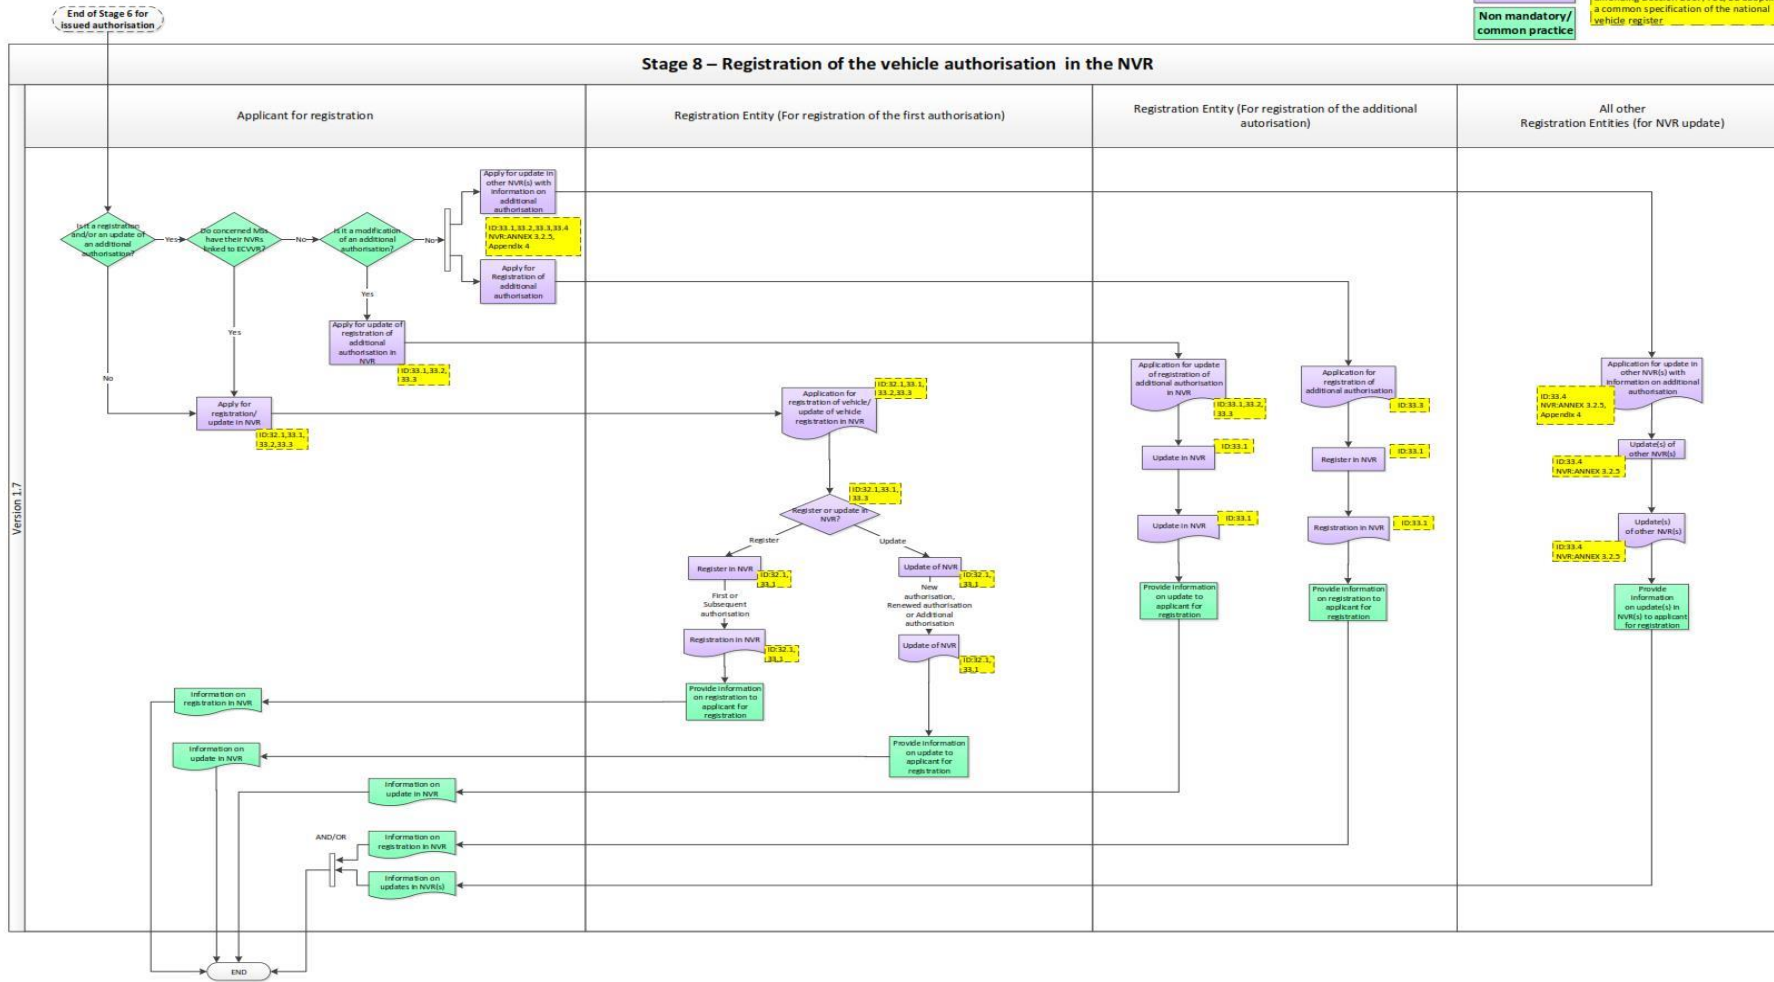 End of Stage 6 for
issued authorisation
a common specification of the national
vehicle register
Non mandatory/
common practice
Stage 8 – Registration of the vehicle authorisation in the NVR
Version 1.7
Applicant for registration
Registration Entity (For registration of the first authorisation)
Registration Entity (For registration of the additional
autorisation)
All other
Registration Entities (for NVR update)
Is it a registration
and/or an update of
an additional
authorisation?
Yes
Do concerned MSs
have their NVRs
linked to ECVVR?
No
Is it a modification
of an additional
authorisation?
No
Apply for update in
other NVR(s) with
information on
additional
authorisation
ID:33.1,33.2,33.3,33.4
NVR:ANNEX 3.2.5,
Appendix 4
Apply for
Registration of
additional
authorisation
Yes
Yes
No
Apply for update of
registration of
additional
authorisation in
NVR
ID:33.1,33.2,
33.3
Apply for
registration/
update in NVR
ID:32.1,33.1,
33.2,33.3
Application for
registration of vehicle/
update of vehicle
registration in NVR
ID:32.1,33.1,
33.2,33.3
Register or update in
NVR?
ID:32.1,33.1,
33.3
Register
Update
Register in NVR
ID:32.1,
33.1
First or
Subsequent
authorisation
Registration in NVR
ID:32.1,
33.1
Provide information
on registration to
applicant for
registration
Update of NVR
ID:32.1,
33.1
New
authorisation,
Renewed authorisation
or Additional
authorisation
Update of NVR
ID:32.1,
33.1
Provide information
on update to
applicant for
registration
Application for update
of registration of
additional authorisation
in NVR
ID:33.1,33.2,
33.3
Update in NVR
ID:33.1
Update in NVR
ID:33.1
Provide information
on update to
applicant for
registration
Application for
registration of
additional authorisation
ID:33.3
Register in NVR
ID:33.1
Registration in NVR
ID:33.1
Provide information
on registration to
applicant for
registration
Application for update in
other NVR(s) with
information on additional
authorisation
ID:33.4
NVR:ANNEX 3.2.5,
Appendix 4
Update(s) of
other NVR(s)
ID:33.4
NVR:ANNEX 3.2.5
Update(s)
of other NVR(s)
ID:33.4
NVR:ANNEX 3.2.5
Provide
information
on update(s) in
NVR(s) to applicant
for registration
Information on
registration in NVR
Information on
update in NVR
Information on
update in NVR
AND/OR
Information on
registration in NVR
Information on
updates in NVR(s)
END